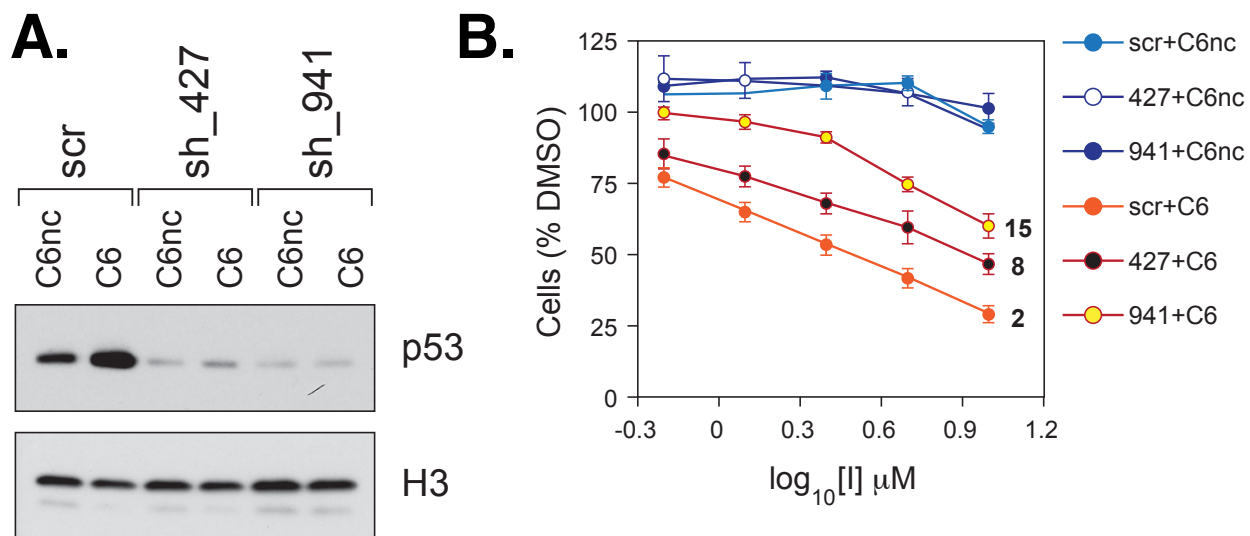 A.
scr
sh_427
sh_941
C6nc
C6
C6nc
C6
C6nc
C6
p53
H3
B.
Cells (% DMSO)
125
100
75
50
25
0
-0.3
0
0.3
0.6
0.9
1.2
log10[I] μM
15
8
2
scr+C6nc
427+C6nc
941+C6nc
scr+C6
427+C6
941+C6